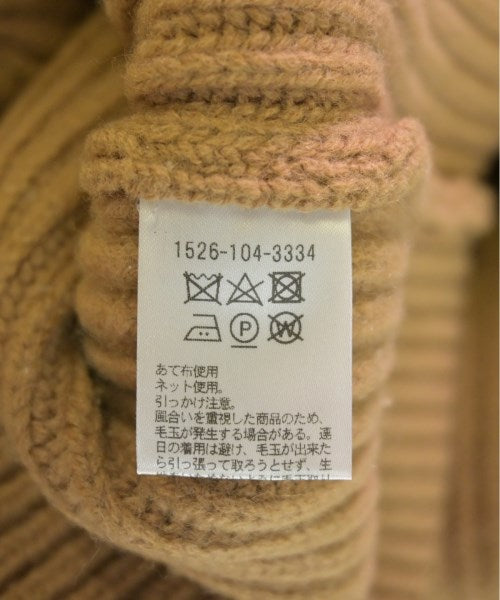 1526-104-3334
P W
あて布使用
ネット使用。
引っかけ注意。
風合いを重視した商品のため、
毛玉が発生する場合がある。連
日の着用は避け、毛玉が出来た
ら引っ張って取ろうとせず、生